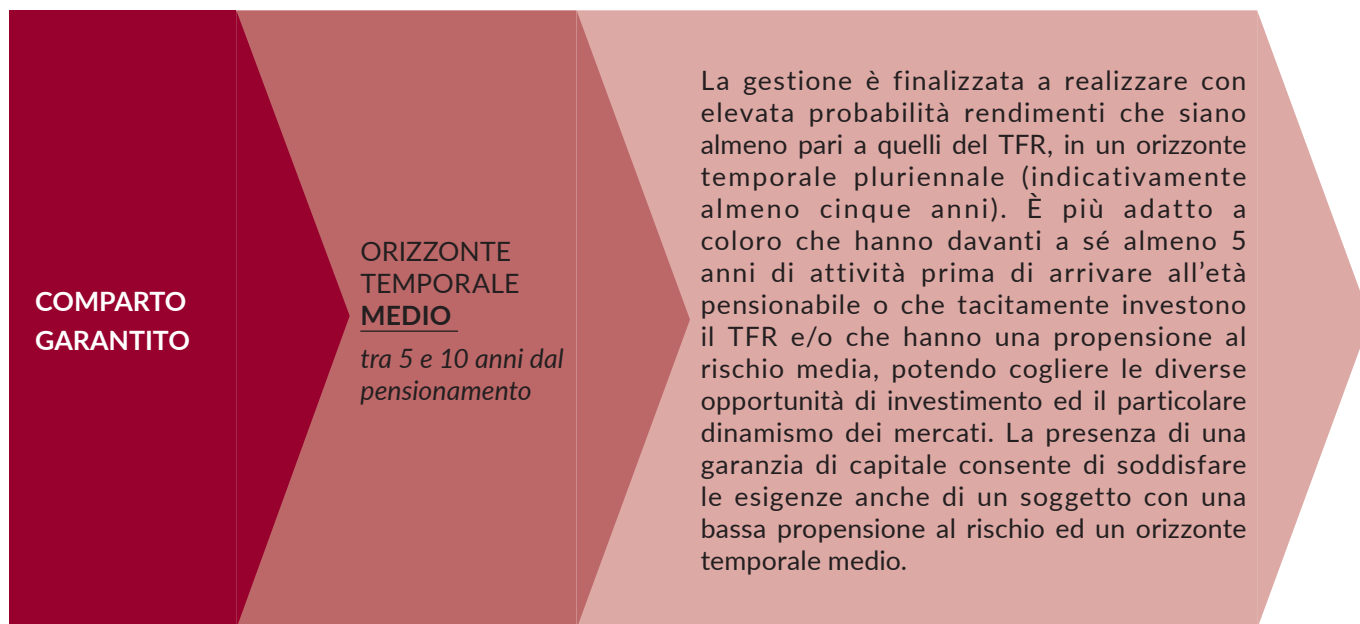 COMPARTO
GARANTITO
ORIZZONTE
TEMPORALE
MEDIO
tra 5 e 10 anni dal
pensionamento
La gestione è finalizzata a realizzare con
elevata probabilità rendimenti che siano
almeno pari a quelli del TFR, in un orizzonte
temporale pluriennale (indicativamente
almeno cinque anni). È più adatto a
coloro che hanno davanti a sé almeno 5
anni di attività prima di arrivare all’età
pensionabile o che tacitamente investono
il TFR e/o che hanno una propensione al
rischio media, potendo cogliere le diverse
opportunità di investimento ed il particolare
dinamismo dei mercati. La presenza di una
garanzia di capitale consente di soddisfare
le esigenze anche di un soggetto con una
bassa propensione al rischio ed un orizzonte
temporale medio.